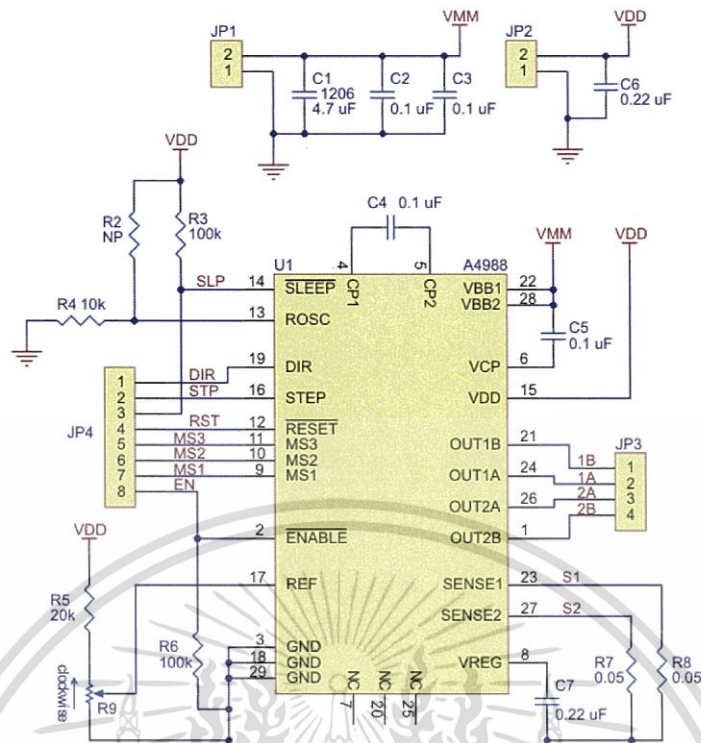 JP1
2
1
VMM
C1
1206
4.7 uF
C2
0.1 uF
C3
0.1 uF
JP2
2
1
VDD
C6
0.22 uF
VDD
R2
NP
R3
100k
R4 10k
C4 0.1 uF
VMM
VDD
U1
A4988
4
CP1
5
CP2
SLP
14
SLEEP
13
ROSC
19
DIR
16
STEP
12
RESET
11
MS3
10
MS2
9
MS1
2
ENABLE
17
REF
3
GND
18
GND
29
GND
NC
7
NC
20
NC
25
VBB1
22
VBB2
28
VCP
6
VDD
15
OUT1B
21
OUT1A
24
OUT2A
26
OUT2B
1
SENSE1
23
SENSE2
27
VREG
8
C5
0.1 uF
JP4
1
2
3
4
5
6
7
8
DIR
STP
RST
MS3
MS2
MS1
EN
VDD
R5
20k
clockwise
R9
R6
100k
1B
1A
2A
2B
JP3
1
2
3
4
S1
S2
R7
0.05
R8
0.05
C7
0.22 uF